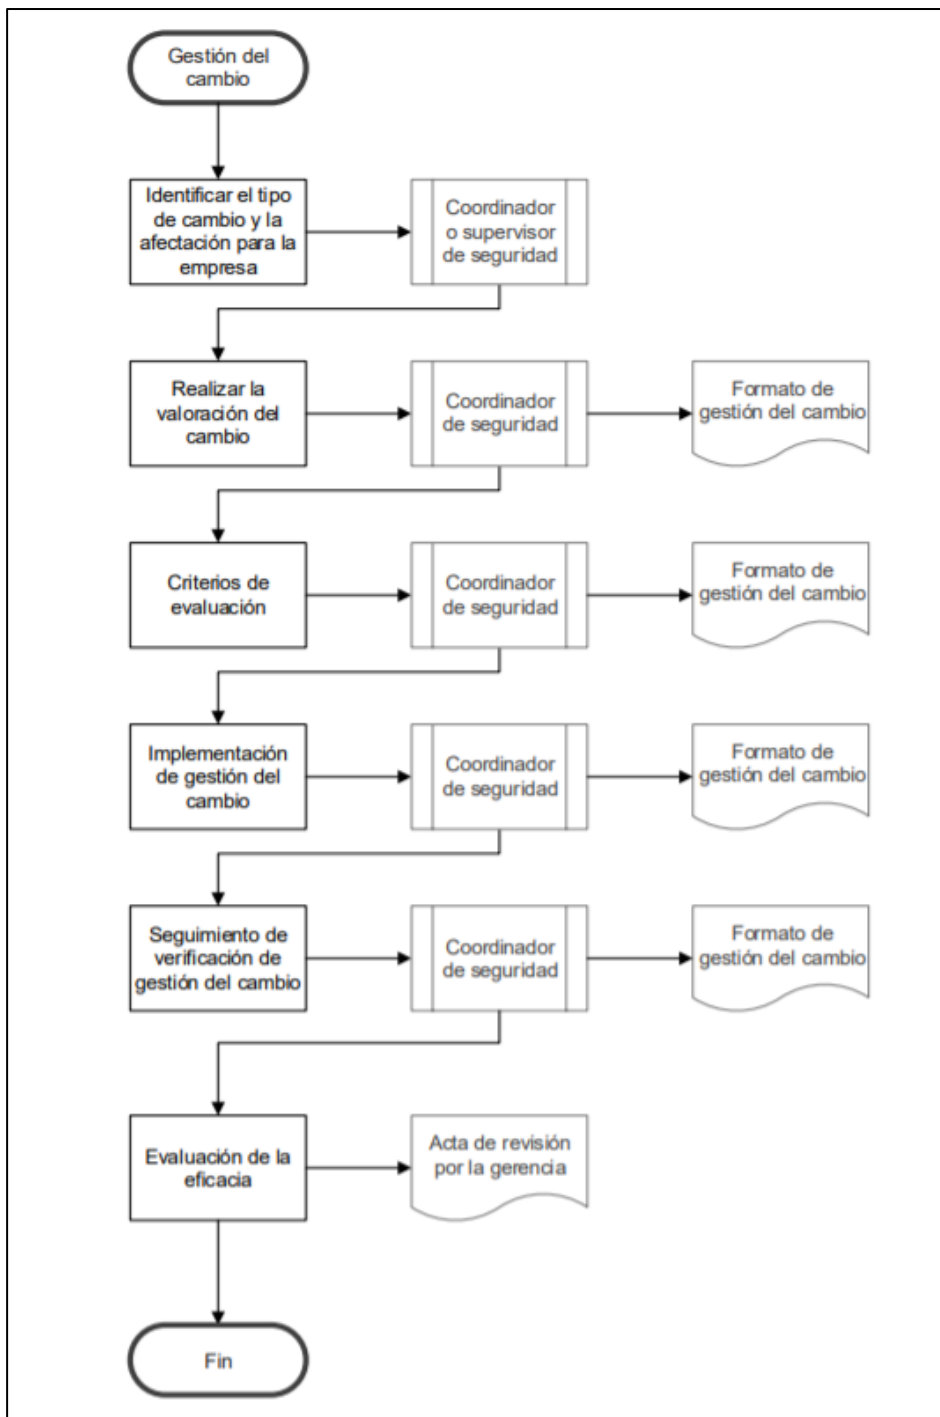 Gestión del
cambio
Identificar el tipo
de cambio y la
afectación para la
empresa
Coordinador
o supervisor
de seguridad
Realizar la
valoración del
cambio
Coordinador
de seguridad
Formato de
gestión del cambio
Criterios de
evaluación
Coordinador
de seguridad
Formato de
gestión del cambio
Implementación
de gestión del
cambio
Coordinador
de seguridad
Formato de
gestión del cambio
Seguimiento de
verificación de
gestión del cambio
Coordinador
de seguridad
Formato de
gestión del cambio
Evaluación de la
eficacia
Acta de revisión
por la gerencia
Fin